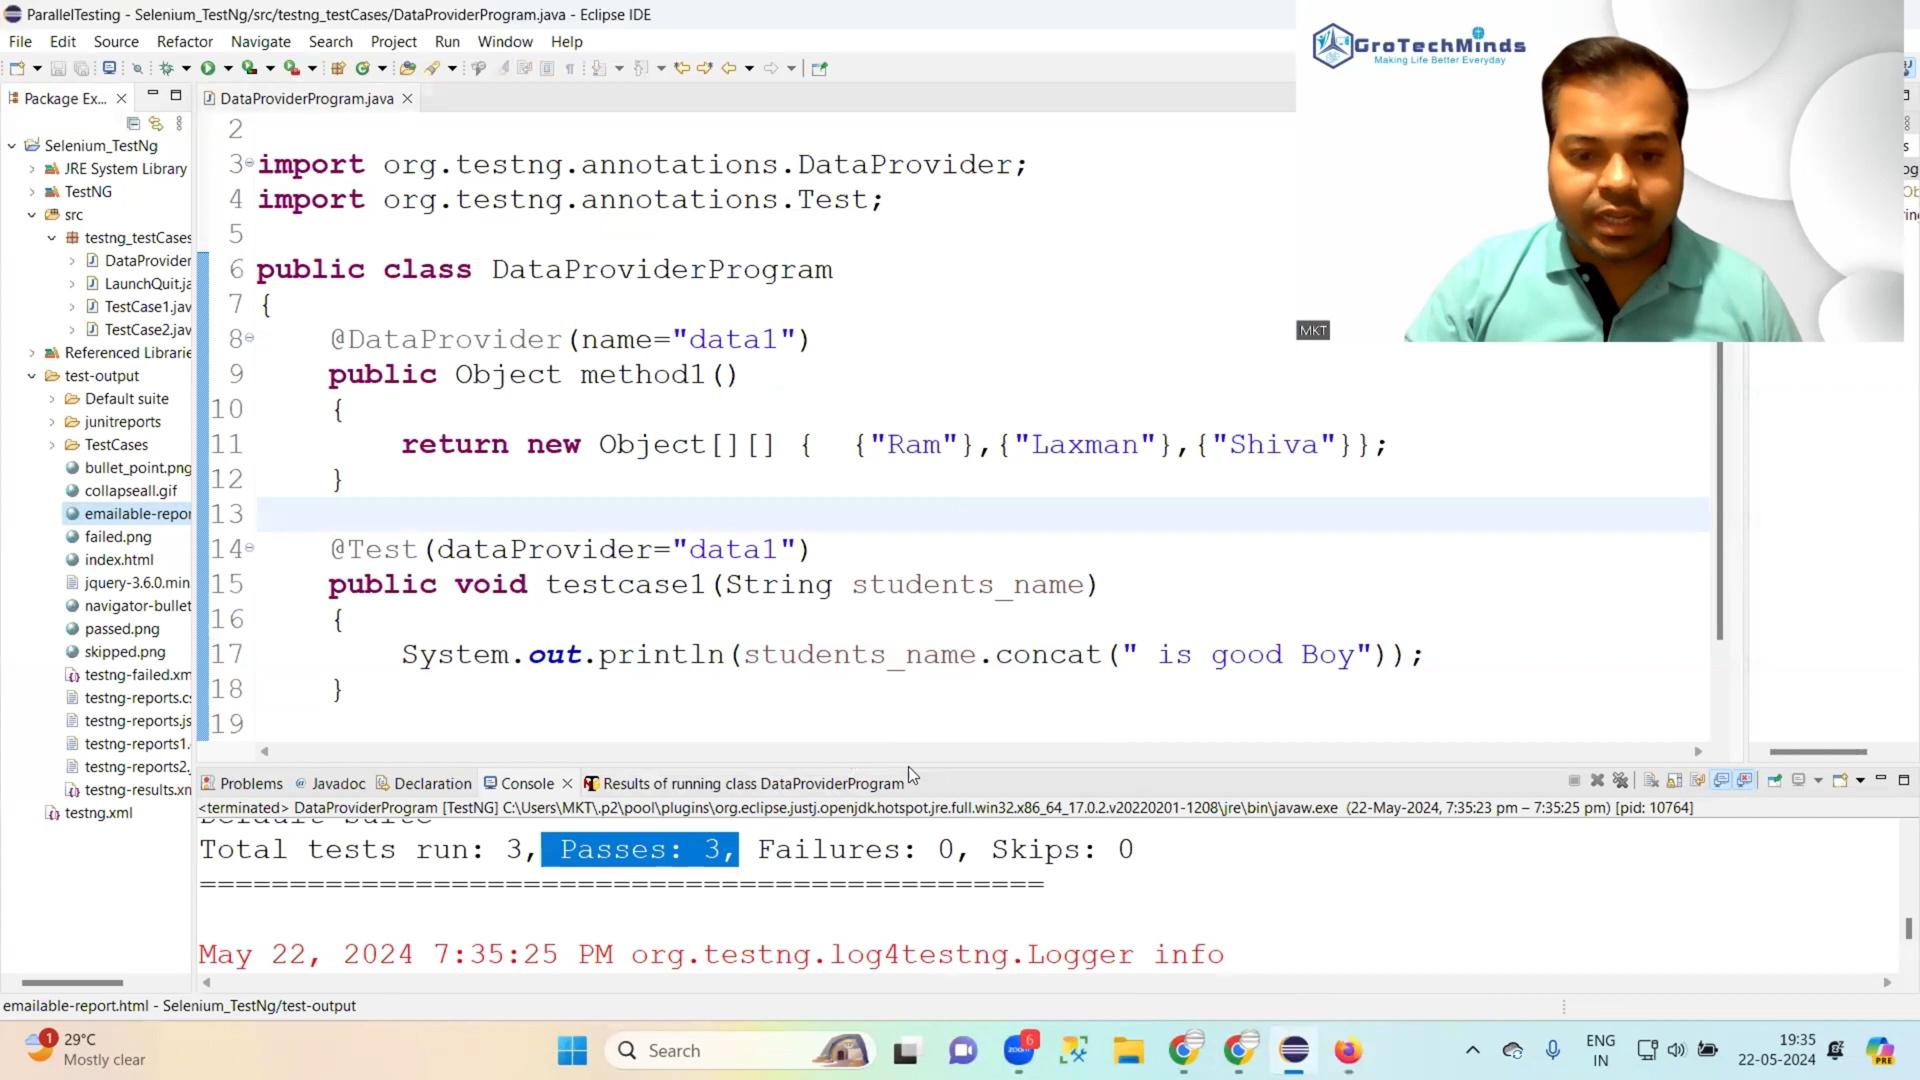 ParallelTesting - Selenium_TestNg/src/testng_testCases/DataProviderProgram.java - Eclipse IDE
File Edit Source Refactor Navigate Search Project Run Window Help
GroTechMinds
Making Life Better Everyday
MKT
Package Ex...
DataProviderProgram.java
Selenium_TestNg
JRE System Library
TestNG
src
testng_testCases
DataProvider
LaunchQuit.ja
TestCase1.jav
TestCase2.jav
Referenced Librarie
test-output
Default suite
junitreports
TestCases
bullet_point.png
collapseall.gif
emailable-repor
failed.png
index.html
jquery-3.6.0.min
navigator-bullet
passed.png
skipped.png
testng-failed.xm
testng-reports.cs
testng-reports.js
testng-reports1.
testng-reports2.
testng-results.xn
testng.xml
2
3 import org.testng.annotations.DataProvider;
4 import org.testng.annotations.Test;
5
6 public class DataProviderProgram
7 {
8 @DataProvider(name="data1")
9 public Object method1()
10 {
11 return new Object[][] { {"Ram"},{"Laxman"},{"Shiva"}};
12 }
13
14 @Test(dataProvider="data1")
15 public void testcase1(String students_name)
16 {
17 System.out.println(students_name.concat(" is good Boy"));
18 }
19
Problems Javadoc Declaration Console Results of running class DataProviderProgram
<terminated> DataProviderProgram [TestNG] C:\Users\MKT\.p2\pool\plugins\org.eclipse.justj.openjdk.hotspot.jre.full.win32.x86_64_17.0.2.v20220201-1208\jre\bin\javaw.exe (22-May-2024, 7:35:23 pm – 7:35:25 pm) [pid: 10764]
Default suite
Total tests run: 3, Passes: 3, Failures: 0, Skips: 0
===============================================
May 22, 2024 7:35:25 PM org.testng.log4testng.Logger info
emailable-report.html - Selenium_TestNg/test-output
1
29°C
Mostly clear
Search
zoom
6
ENG
IN
19:35
22-05-2024
PRE